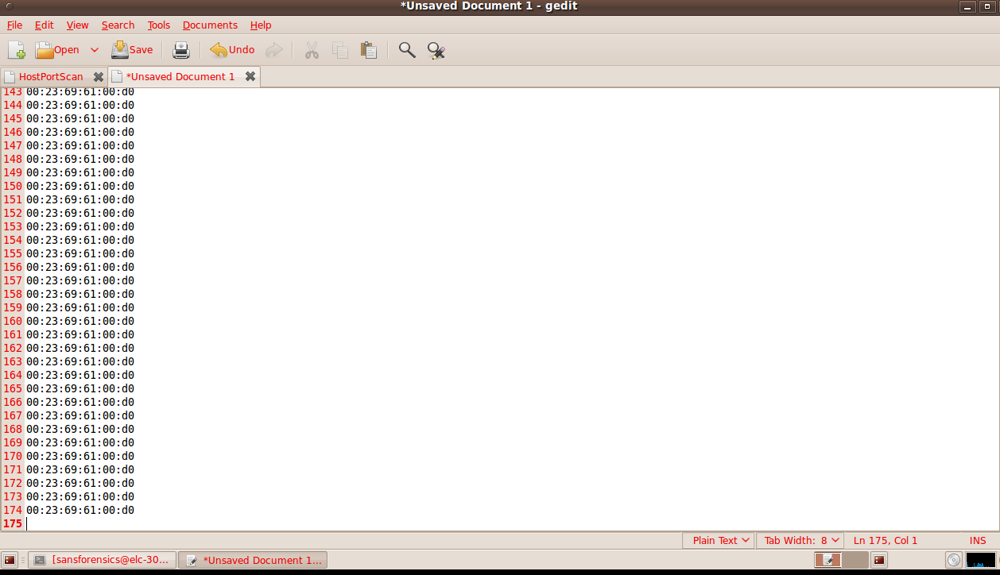 *Unsaved Document 1 - gedit
File Edit View Search Tools Documents Help
Open Save Undo
HostPortScan *Unsaved Document 1
143 00:23:69:61:00:d0
144 00:23:69:61:00:d0
145 00:23:69:61:00:d0
146 00:23:69:61:00:d0
147 00:23:69:61:00:d0
148 00:23:69:61:00:d0
149 00:23:69:61:00:d0
150 00:23:69:61:00:d0
151 00:23:69:61:00:d0
152 00:23:69:61:00:d0
153 00:23:69:61:00:d0
154 00:23:69:61:00:d0
155 00:23:69:61:00:d0
156 00:23:69:61:00:d0
157 00:23:69:61:00:d0
158 00:23:69:61:00:d0
159 00:23:69:61:00:d0
160 00:23:69:61:00:d0
161 00:23:69:61:00:d0
162 00:23:69:61:00:d0
163 00:23:69:61:00:d0
164 00:23:69:61:00:d0
165 00:23:69:61:00:d0
166 00:23:69:61:00:d0
167 00:23:69:61:00:d0
168 00:23:69:61:00:d0
169 00:23:69:61:00:d0
170 00:23:69:61:00:d0
171 00:23:69:61:00:d0
172 00:23:69:61:00:d0
173 00:23:69:61:00:d0
174 00:23:69:61:00:d0
175
Plain Text Tab Width: 8 Ln 175, Col 1 INS
[sansforensics@elc-30... *Unsaved Document 1...